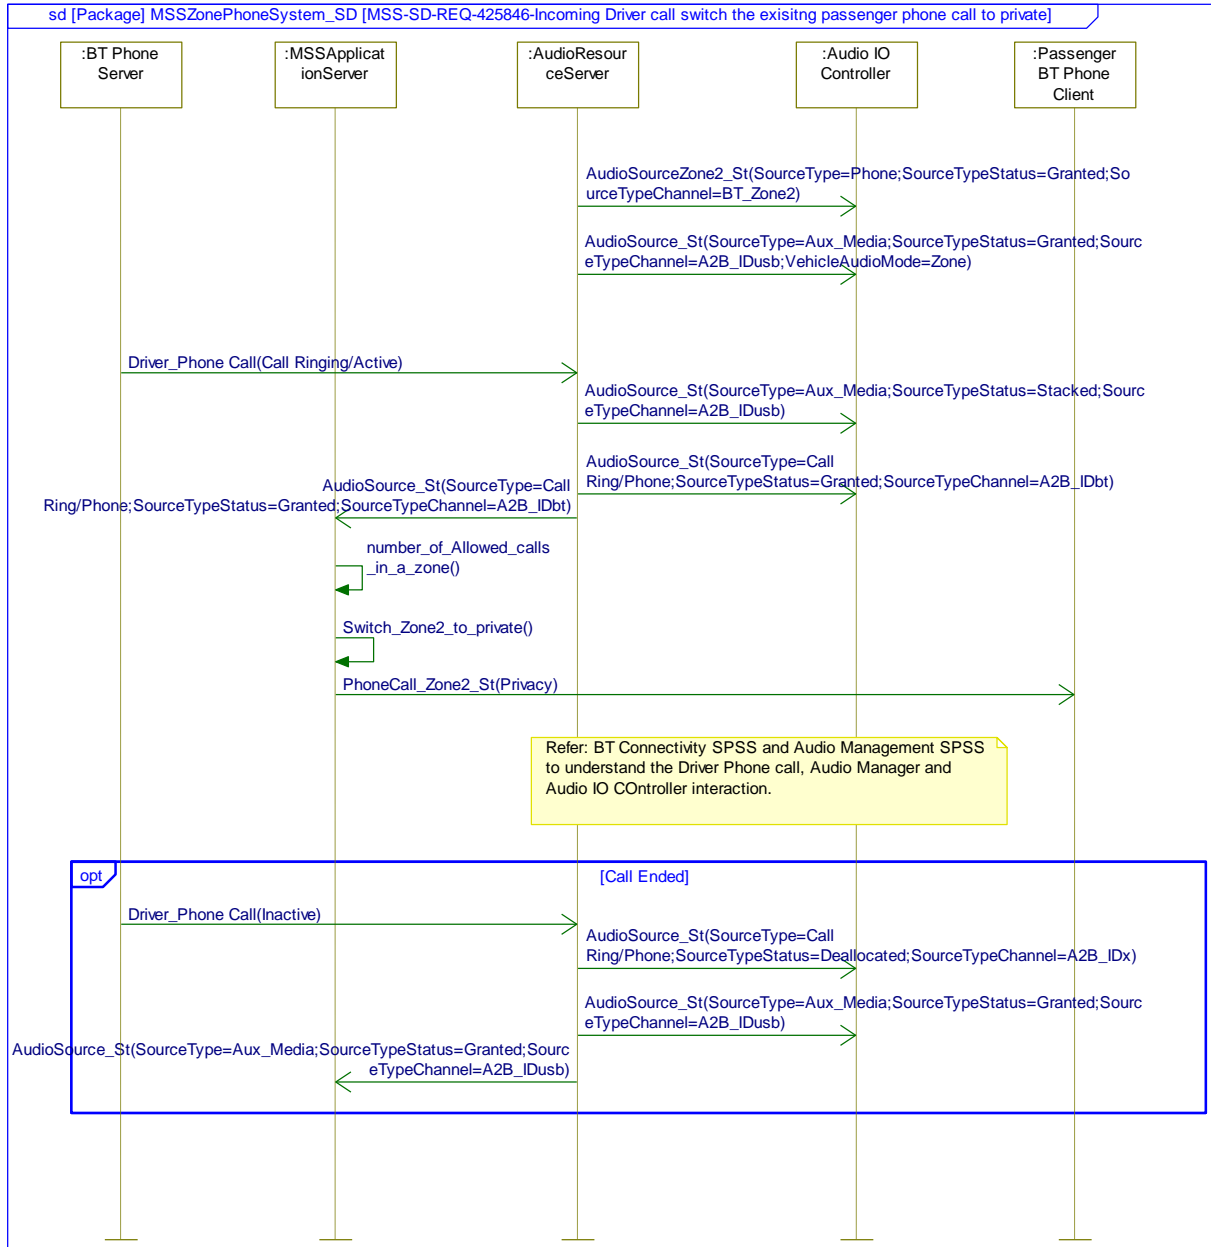 sd [Package] MSSZonePhoneSystem_SD [MSS-SD-REQ-425846-Incoming Driver call switch the exisitng passenger phone call to private]
:BT Phone
Server
:MSSApplicat
ionServer
:AudioResour
ceServer
:Audio IO
Controller
:Passenger
BT Phone
Client
AudioSourceZone2_St(SourceType=Phone;SourceTypeStatus=Granted;So
urceTypeChannel=BT_Zone2)
AudioSource_St(SourceType=Aux_Media;SourceTypeStatus=Granted;Sourc
eTypeChannel=A2B_IDusb;VehicleAudioMode=Zone)
Driver_Phone Call(Call Ringing/Active)
AudioSource_St(SourceType=Aux_Media;SourceTypeStatus=Stacked;Sourc
eTypeChannel=A2B_IDusb)
AudioSource_St(SourceType=Call
Ring/Phone;SourceTypeStatus=Granted;SourceTypeChannel=A2B_IDbt)
AudioSource_St(SourceType=Call
Ring/Phone;SourceTypeStatus=Granted;SourceTypeChannel=A2B_IDbt)
number_of_Allowed_calls
_in_a_zone()
Switch_Zone2_to_private()
PhoneCall_Zone2_St(Privacy)
Refer: BT Connectivity SPSS and Audio Management SPSS
to understand the Driver Phone call, Audio Manager and
Audio IO COntroller interaction.
opt
[Call Ended]
Driver_Phone Call(Inactive)
AudioSource_St(SourceType=Call
Ring/Phone;SourceTypeStatus=Deallocated;SourceTypeChannel=A2B_IDx)
AudioSource_St(SourceType=Aux_Media;SourceTypeStatus=Granted;Sourc
eTypeChannel=A2B_IDusb)
AudioSource_St(SourceType=Aux_Media;SourceTypeStatus=Granted;Sourc
eTypeChannel=A2B_IDusb)